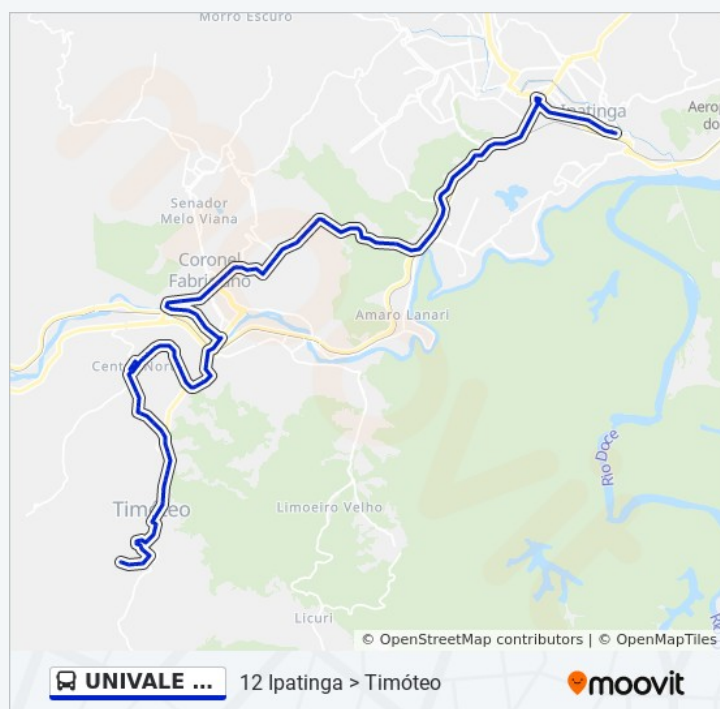 Morro Escuro
Ipatinga
Aerop
do
Senador
Melo Viana
Coronel
Fabriciano
Amaro Lanari
Centro Norte
Rio Doce
Timóteo
Limoeiro Velho
Licuri
© OpenStreetMap contributors | © OpenMapTiles
UNIVALE ...
12 Ipatinga > Timóteo
moovit